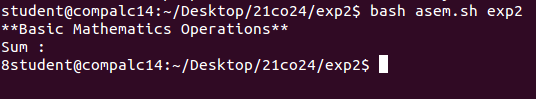 student@compalc14:~/Desktop/21co24/exp2$ bash asem.sh exp2
**Basic Mathematics Operations**
Sum :
8student@compalc14:~/Desktop/21co24/exp2$